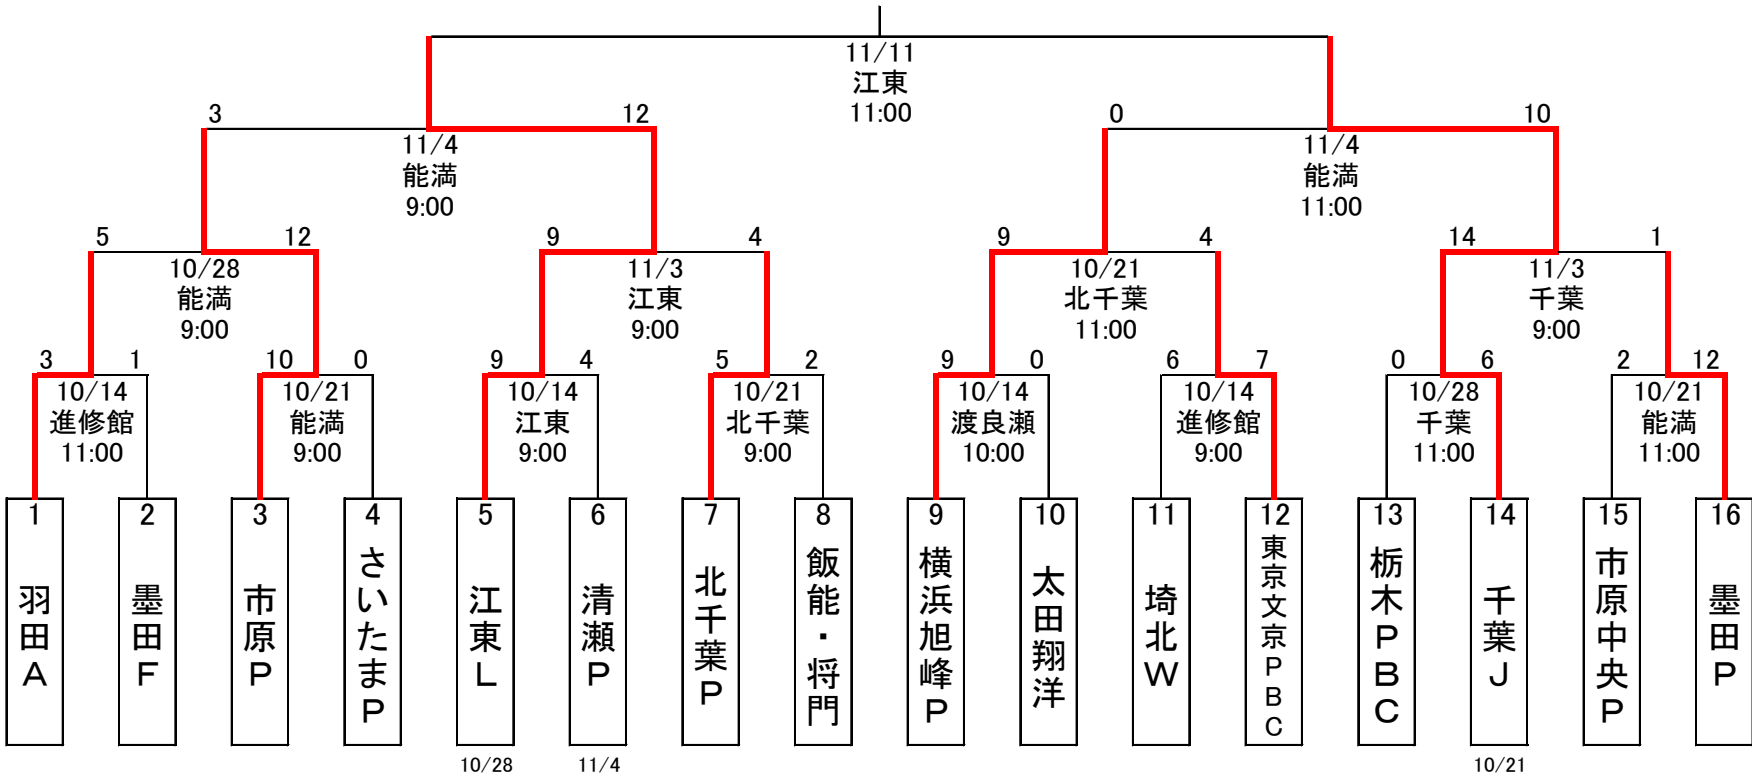 11/11
江東
11:00
3 12 0 10
11/4 11/4
能満 能満
9:00 11:00
5 12 9 4 9 4 14 1
10/28 11/3 10/21 11/3
能満 江東 北千葉 千葉
9:00 9:00 11:00 9:00
3 1 10 0 9 4 5 2 9 0 6 7 0 6 2 12
10/14 10/21 10/14 10/21 10/14 10/14 10/28 10/21
進修館 能満 江東 北千葉 渡良瀬 進修館 千葉 能満
11:00 9:00 9:00 9:00 10:00 9:00 11:00 11:00
1 2 3 4 5 6 7 8 9 10 11 12 13 14 15 16
羽田A
墨田F
市原P
さいたまP
江東L
清瀬P
北千葉P
飯能・将門
横浜旭峰P
太田翔洋
埼北W
東京文京PBC
栃木PBC
千葉J
市原中央P
墨田P
10/28 11/4 10/21